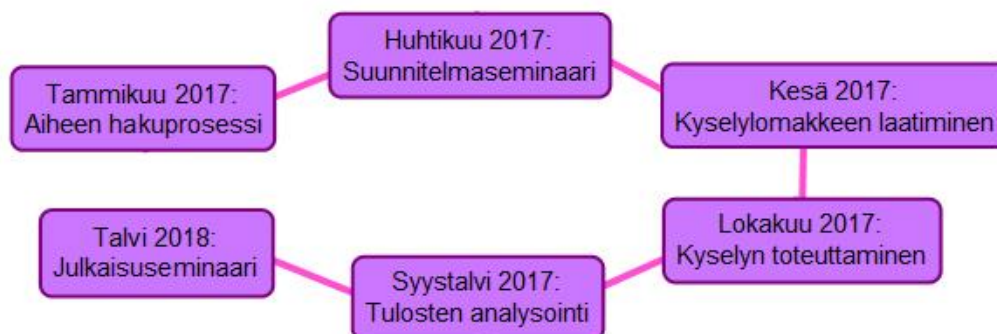 Tammikuu 2017:
Aiheen hakuprosessi
Huhtikuu 2017:
Suunnitelmaseminaari
Kesä 2017:
Kyselylomakkeen laatiminen
Lokakuu 2017:
Kyselyn toteuttaminen
Syystalvi 2017:
Tulosten analysointi
Talvi 2018:
Julkaisuseminaari